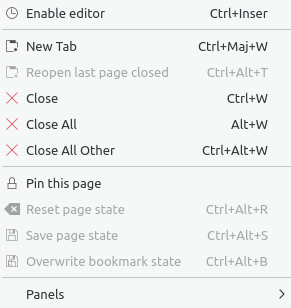 Enable editor Ctrl+Inser
New Tab Ctrl+Maj+W
Reopen last page closed Ctrl+Alt+T
Close Ctrl+W
Close All Alt+W
Close All Other Ctrl+Alt+W
Pin this page
Reset page state Ctrl+Alt+R
Save page state Ctrl+Alt+S
Overwrite bookmark state Ctrl+Alt+B
Panels